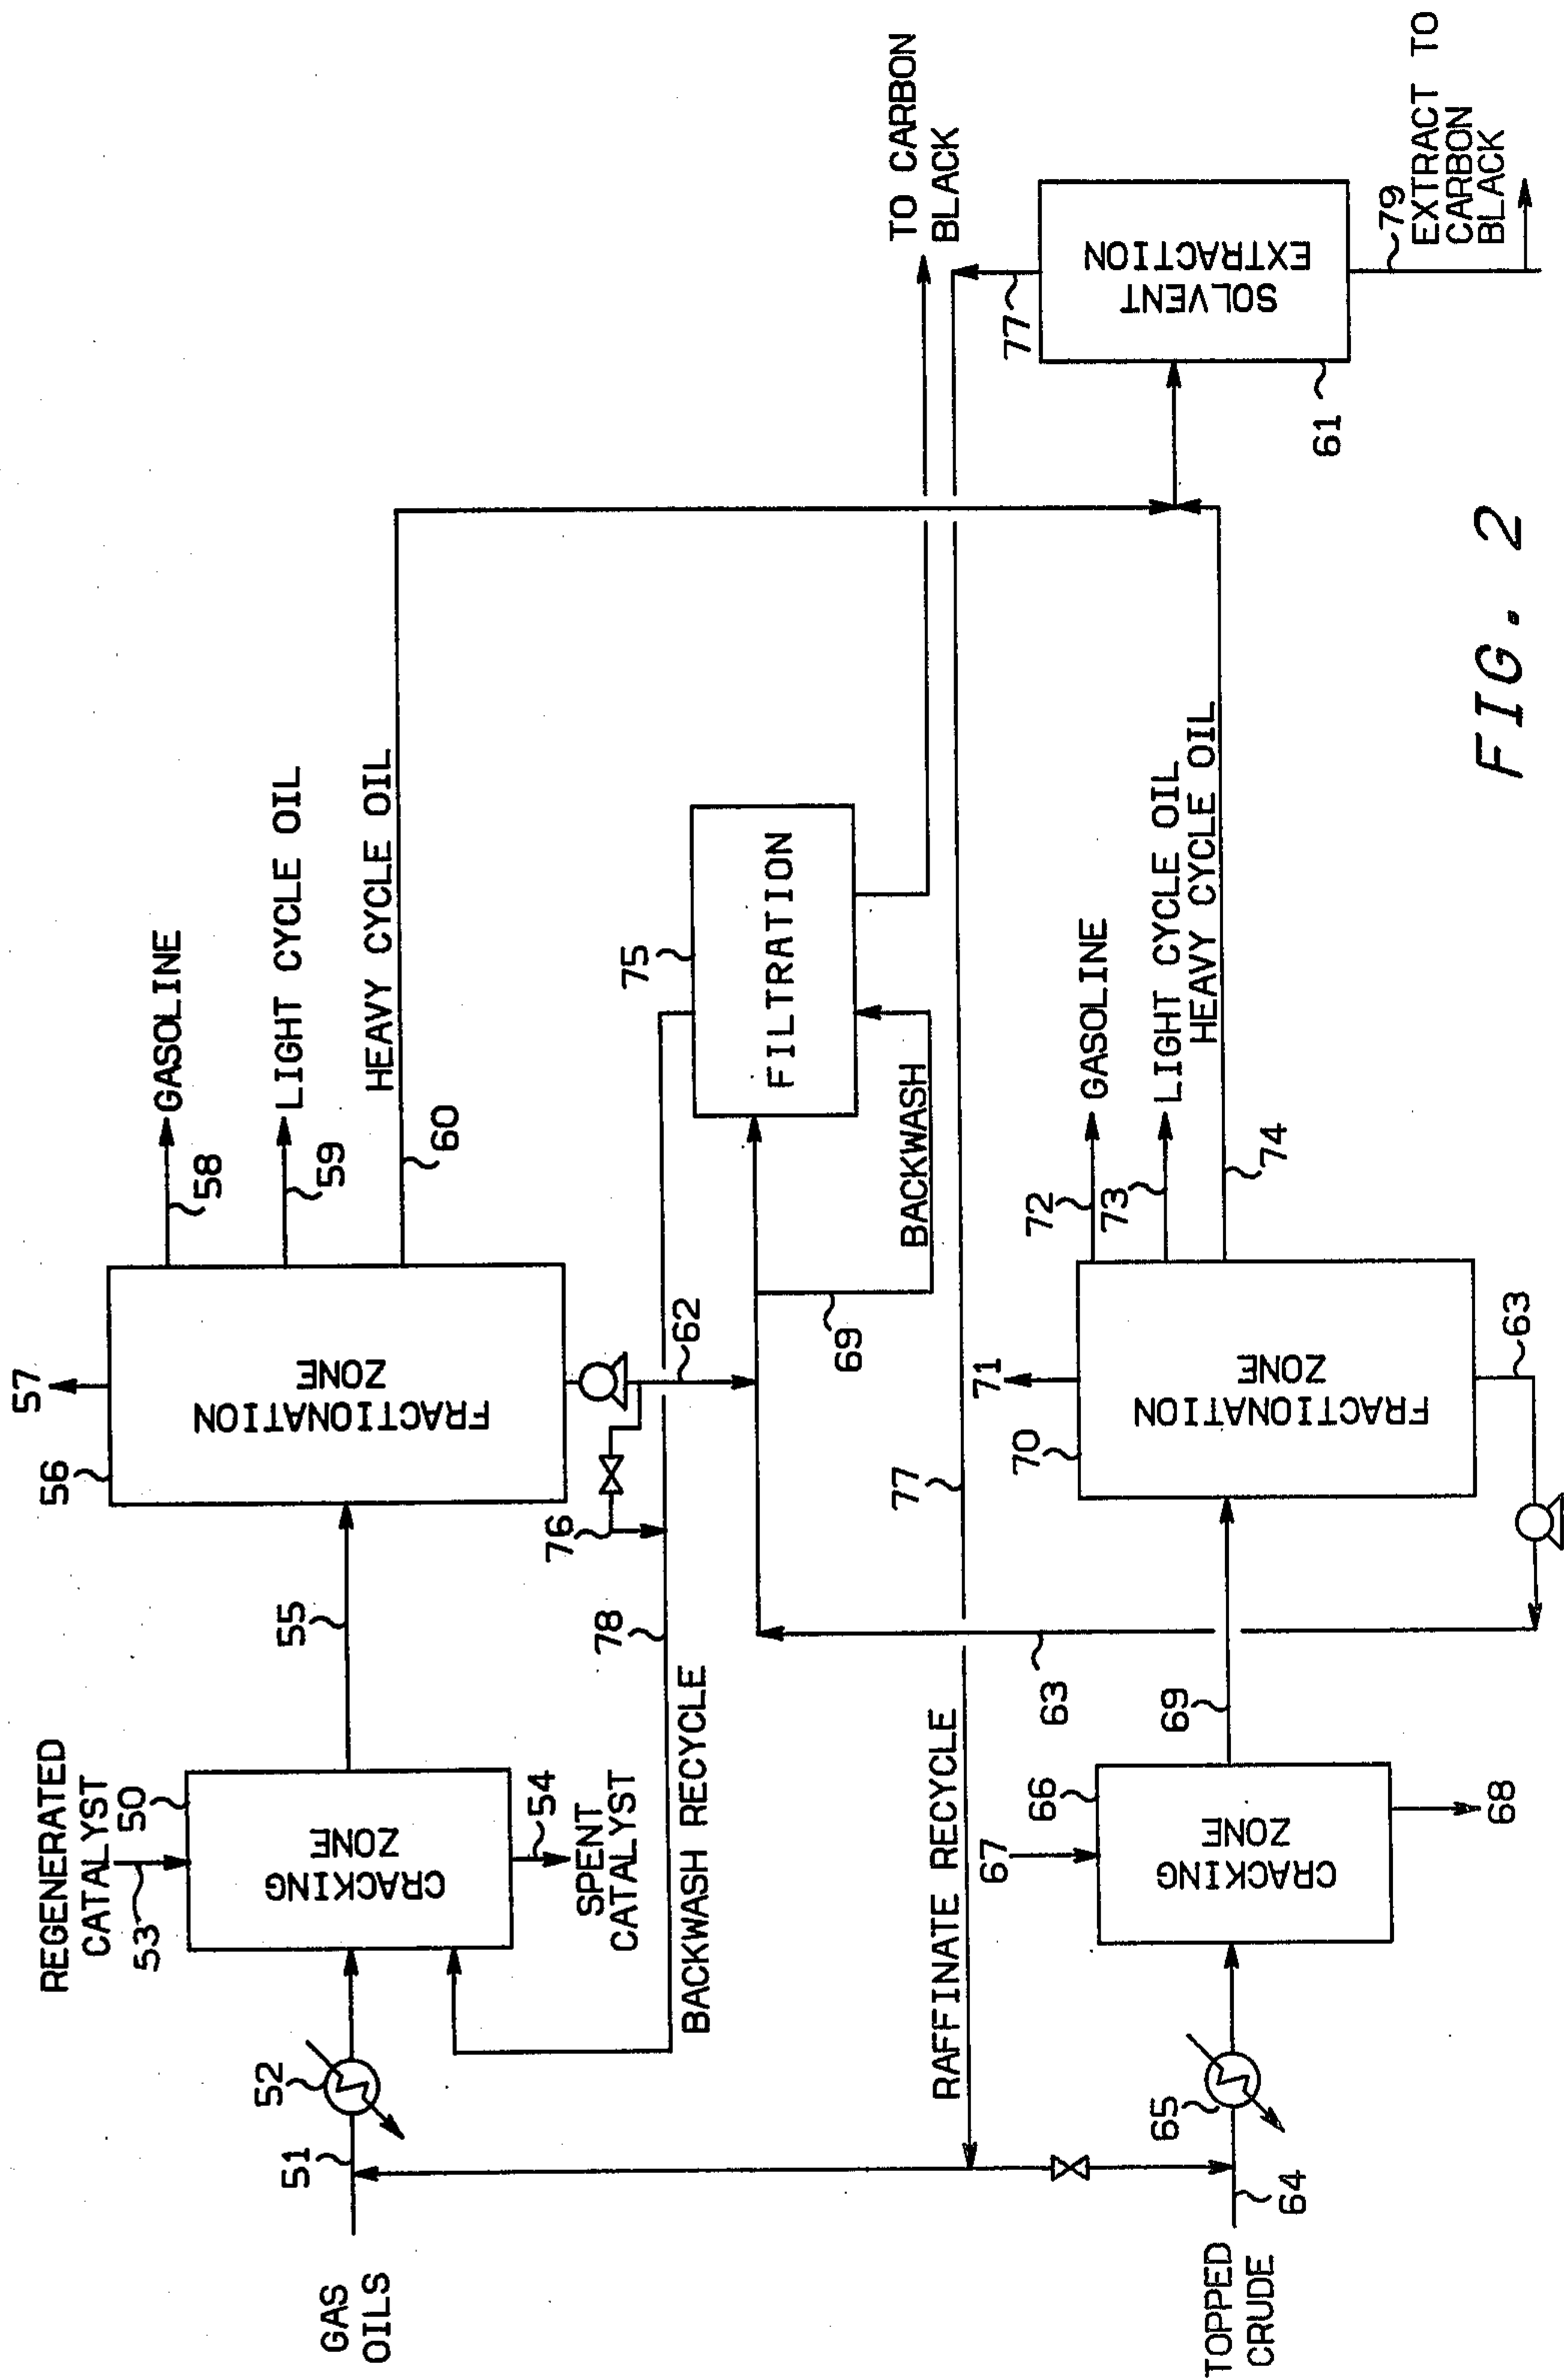 REGENERATED
CATALYST
53
50
CRACKING
ZONE
54
SPENT
CATALYST
GAS
OILS
51
52
55
56
57
FRACTIONATION
ZONE
58
GASOLINE
59
LIGHT CYCLE OIL
60
HEAVY CYCLE OIL
76
62
78
BACKWASH RECYCLE
75
FILTRATION
69
BACKWASH
TO CARBON
BLACK
77
RAFFINATE RECYCLE
77
SOLVENT
EXTRACTION
61
79
EXTRACT TO
CARBON
BLACK
63
TOPPED
CRUDE
64
65
67
66
CRACKING
ZONE
68
69
70
71
FRACTIONATION
ZONE
72
GASOLINE
73
LIGHT CYCLE OIL
HEAVY CYCLE OIL
74
63
FIG. 2